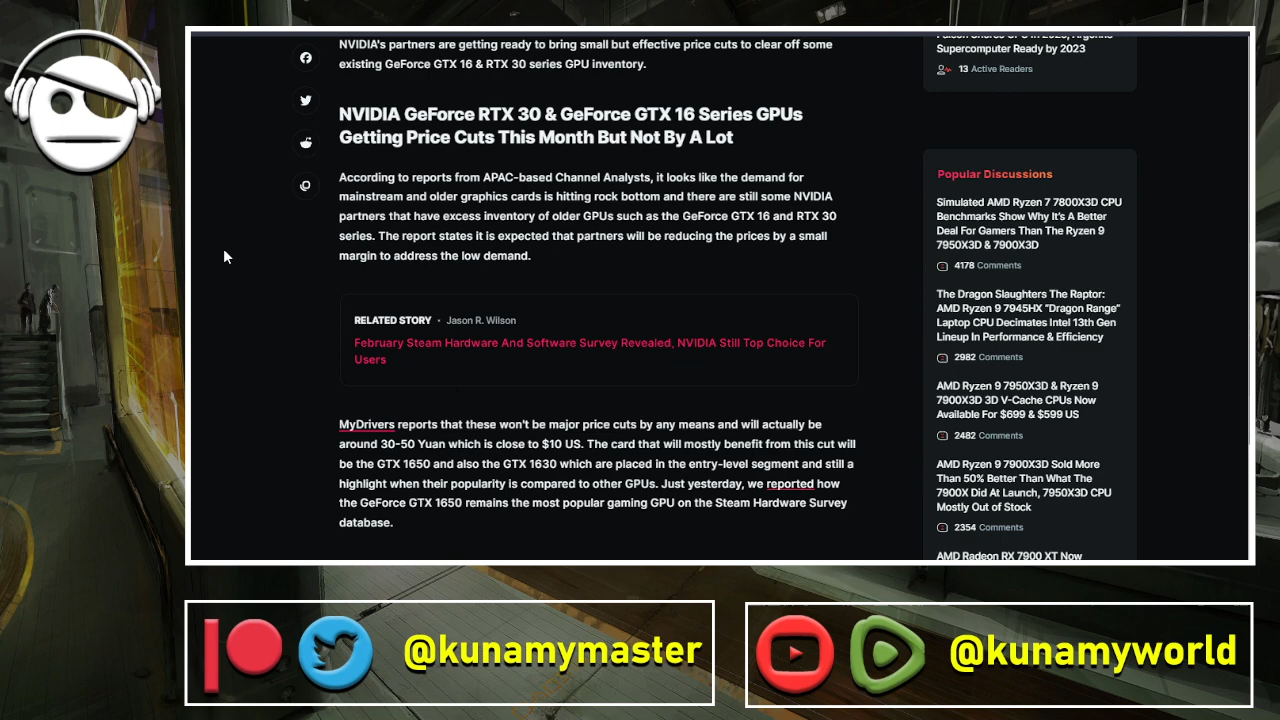 NVIDIA's partners are getting ready to bring small but effective price cuts to clear off some
existing GeForce GTX 16 & RTX 30 series GPU inventory.
NVIDIA GeForce RTX 30 & GeForce GTX 16 Series GPUs
Getting Price Cuts This Month But Not By A Lot
According to reports from APAC-based Channel Analysts, it looks like the demand for
mainstream and older graphics cards is hitting rock bottom and there are still some NVIDIA
partners that have excess inventory of older GPUs such as the GeForce GTX 16 and RTX 30
series. The report states it is expected that partners will be reducing the prices by a small
margin to address the low demand.
RELATED STORY • Jason R. Wilson
February Steam Hardware And Software Survey Revealed, NVIDIA Still Top Choice For
Users
MyDrivers reports that these won't be major price cuts by any means and will actually be
around 30-50 Yuan which is close to $10 US. The card that will mostly benefit from this cut will
be the GTX 1650 and also the GTX 1630 which are placed in the entry-level segment and still a
highlight when their popularity is compared to other GPUs. Just yesterday, we reported how
the GeForce GTX 1650 remains the most popular gaming GPU on the Steam Hardware Survey
database.
Supercomputer Ready by 2023
13 Active Readers
Popular Discussions
Simulated AMD Ryzen 7 7800X3D CPU
Benchmarks Show Why It's A Better
Deal For Gamers Than The Ryzen 9
7950X3D & 7900X3D
4178 Comments
The Dragon Slaughters The Raptor:
AMD Ryzen 9 7945HX "Dragon Range"
Laptop CPU Decimates Intel 13th Gen
Lineup In Performance & Efficiency
2982 Comments
AMD Ryzen 9 7950X3D & Ryzen 9
7900X3D 3D V-Cache CPUs Now
Available For $699 & $599 US
2482 Comments
AMD Ryzen 9 7900X3D Sold More
Than 50% Better Than What The
7900X Did At Launch, 7950X3D CPU
Mostly Out of Stock
2354 Comments
AMD Radeon RX 7900 XT Now
@kunamymaster
@kunamyworld